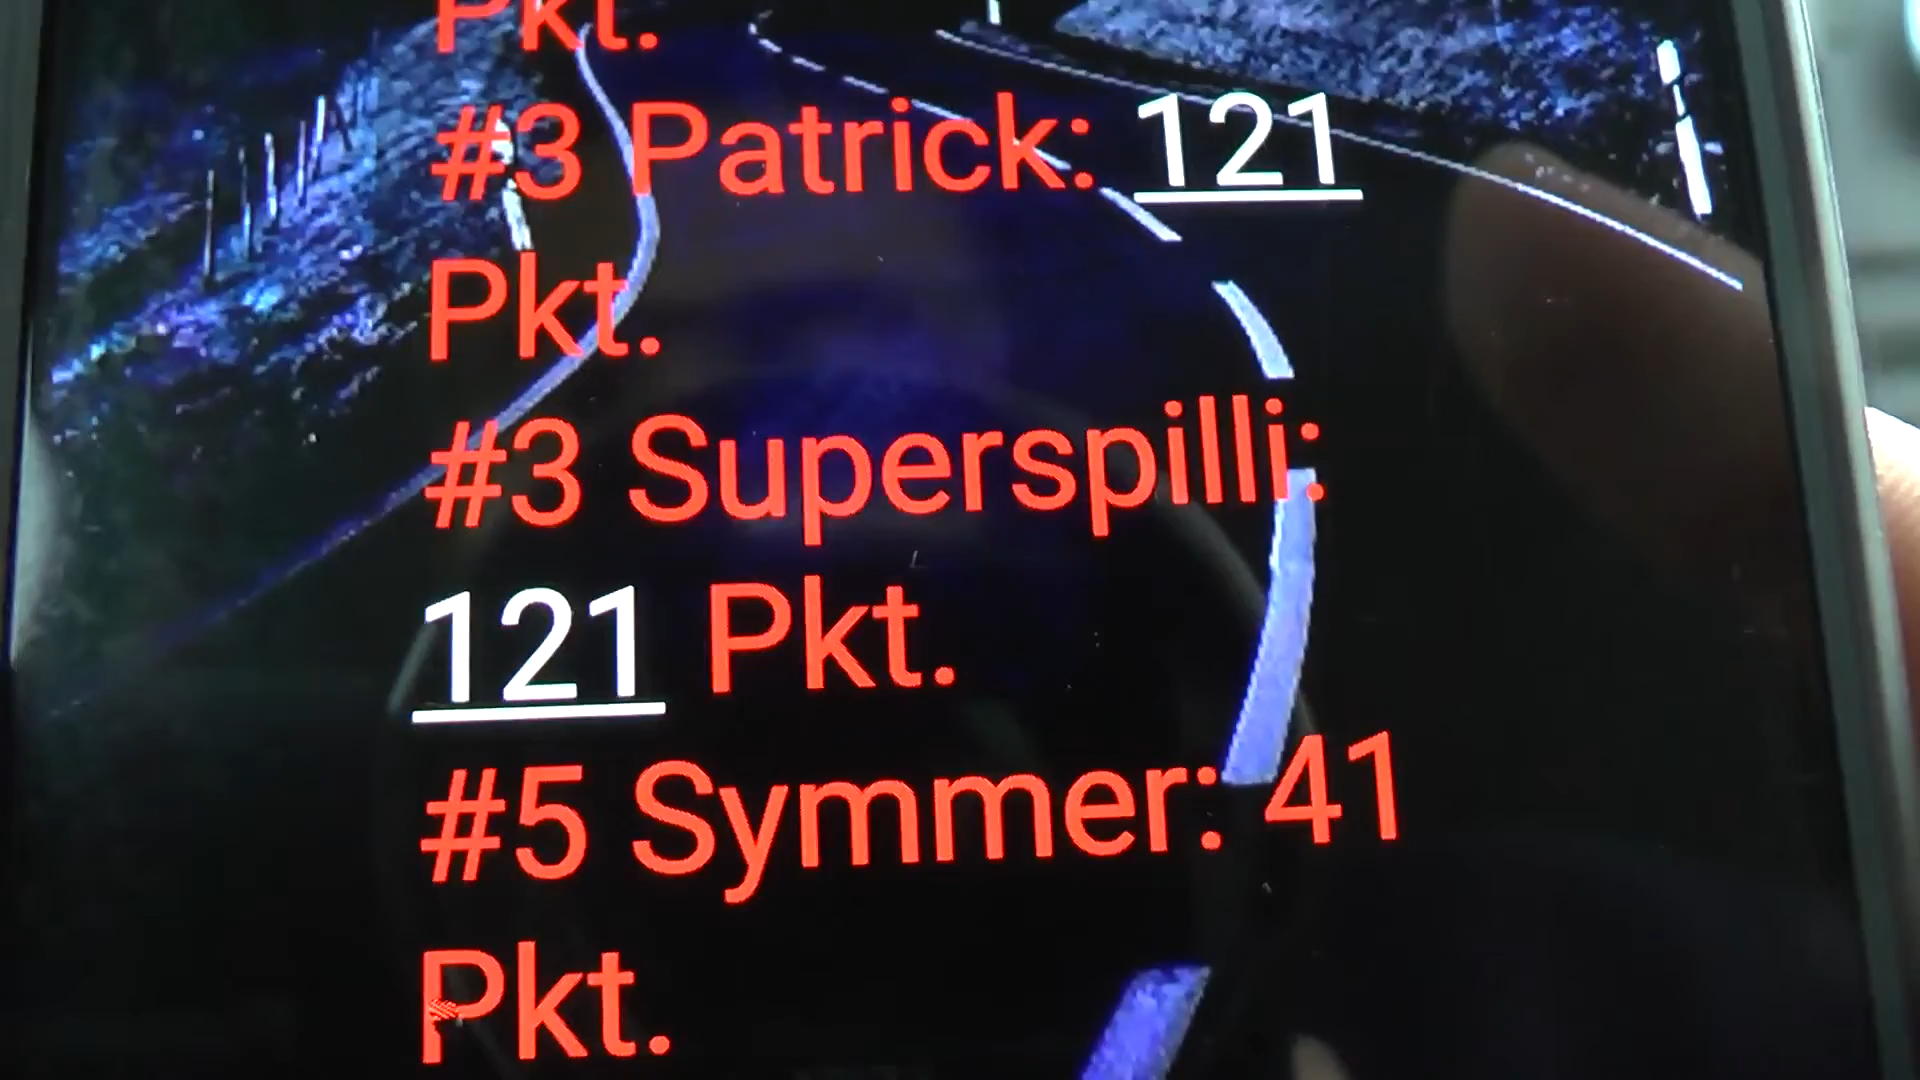 Pkt.
#3 Patrick: 121
Pkt.
#3 Superspilli:
121 Pkt.
#5 Symmer: 41
Pkt.